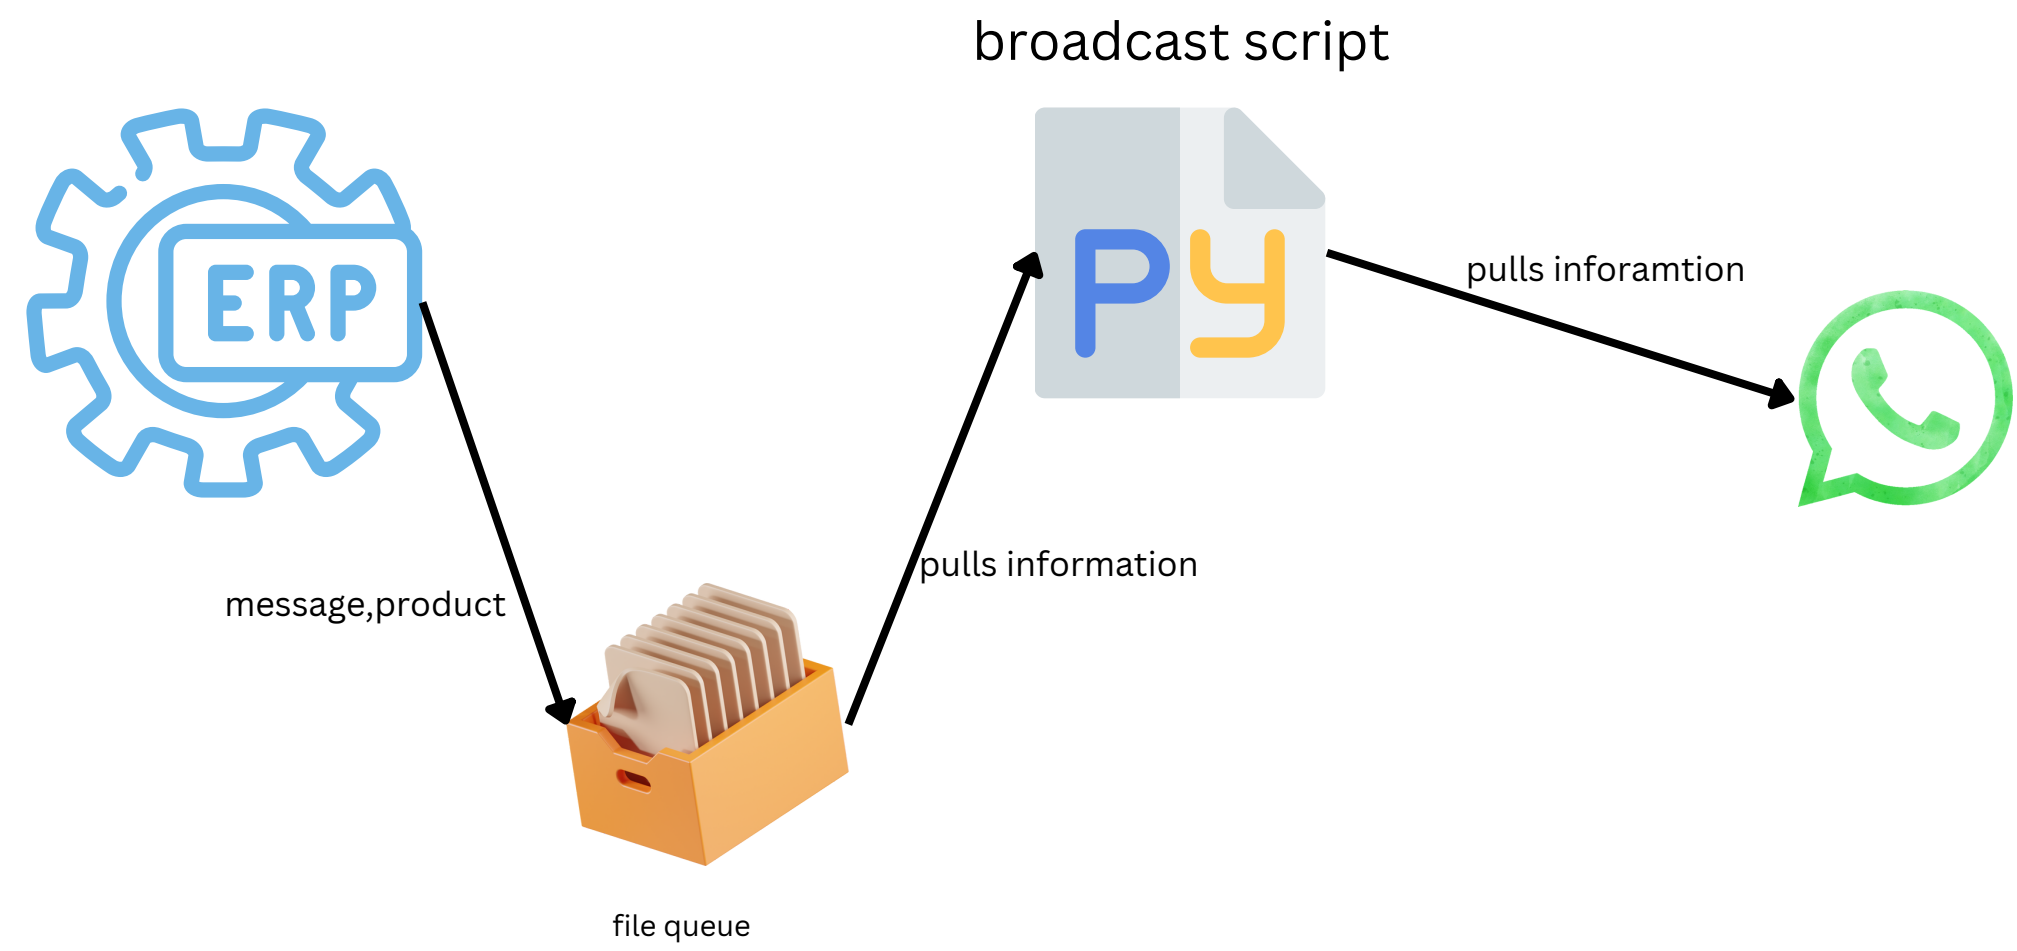 broadcast script
ERP
PY
pulls inforamtion
pulls information
message,product
file queue